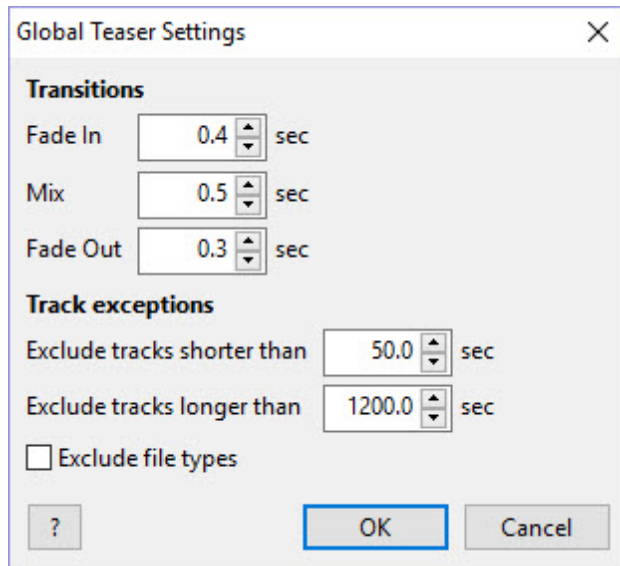 Global Teaser Settings
Transitions
Fade In 0.4 sec
Mix 0.5 sec
Fade Out 0.3 sec
Track exceptions
Exclude tracks shorter than 50.0 sec
Exclude tracks longer than 1200.0 sec
Exclude file types
? OK Cancel